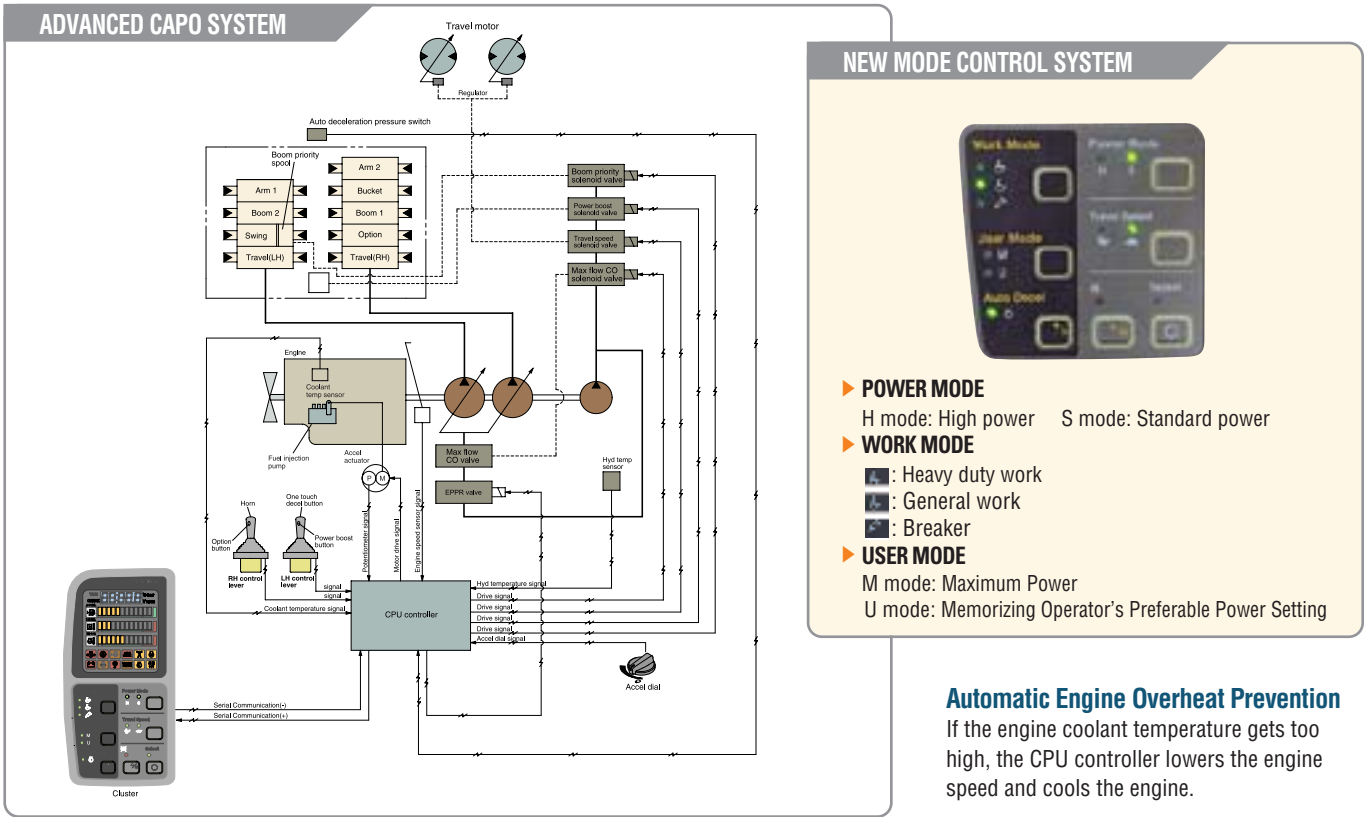 ADVANCED CAPO SYSTEM
Travel motor
Regulator
Auto deceleration pressure switch
Boom priority
spool
Arm 1
Boom 2
Swing
Travel(LH)
Arm 2
Bucket
Boom 1
Option
Travel(RH)
Boom priority
solenoid valve
Power boost
solenoid valve
Travel speed
solenoid valve
Max flow CO
solenoid valve
Engine
Coolant
temp sensor
Fuel injection
pump
Accel
actuator
P M
Max flow
CO valve
EPPR valve
Hyd temp
sensor
Horn
Option
button
RH control
lever
One touch
decel button
Power boost
button
LH control
lever
Potentiometer signal
Motor drive signal
Engine speed sensor signal
signal
signal
Coolant temperature signal
CPU controller
Hyd temperature signal
Drive signal
Drive signal
Drive signal
Drive signal
Accel dial signal
Accel dial
Serial Communication(-)
Serial Communication(+)
Power Mode
Travel Speed
M
U
Select
Cluster
NEW MODE CONTROL SYSTEM
Work Mode
Power Mode
H S
User Mode
Travel Speed
M
U
Auto Decel
Select
POWER MODE
H mode: High power S mode: Standard power
WORK MODE
: Heavy duty work
: General work
: Breaker
USER MODE
M mode: Maximum Power
U mode: Memorizing Operator's Preferable Power Setting
Automatic Engine Overheat Prevention
If the engine coolant temperature gets too
high, the CPU controller lowers the engine
speed and cools the engine.